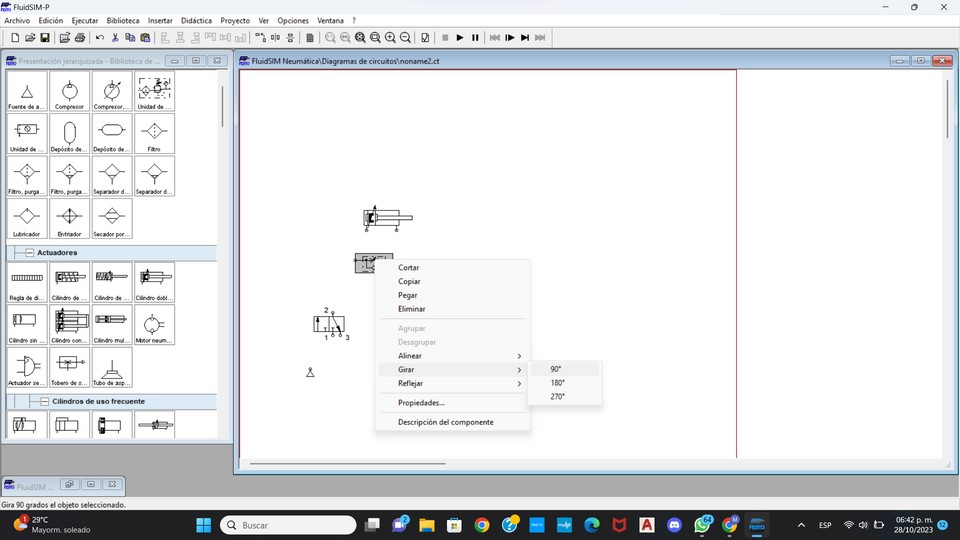 FluidSIM-P
Archivo Edición Ejecutar Biblioteca Insertar Didáctica Proyecto Ver Opciones Ventana ?
Presentación jerarquizada - Biblioteca de ...
FluidSIM Neumática\Diagramas de circuitos\noname2.ct
Fuente de a... Compresor Compresor,... Unidad de ...
Unidad de ... Depósito de... Depósito de... Filtro
Filtro, purga... Filtro, purga... Separador d... Separador d...
Lubricador Enfriador Secador por...
Actuadores
Regla de di... Cilindro de ... Cilindro de ... Cilindro dobl...
Cilindro sin ... Cilindro con... Cilindro mul... Motor neum...
Actuador se... Tobero de s... Tubo de asp...
Cilindros de uso frecuente
2
1 3
Cortar
Copiar
Pegar
Eliminar
Agrupar
Desagrupar
Alinear
Girar
Reflejar
Propiedades...
Descripción del componente
90°
180°
270°
FluidSIM ...
Gira 90 grados el objeto seleccionado.
1
29°C
Mayorm. soleado
Buscar
2
64
ESP
06:42 p. m.
28/10/2023
12